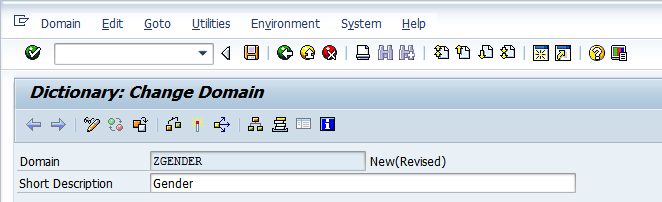 Domain Edit Goto Utilities Environment System Help
Dictionary: Change Domain
Domain ZGENDER New(Revised)
Short Description Gender